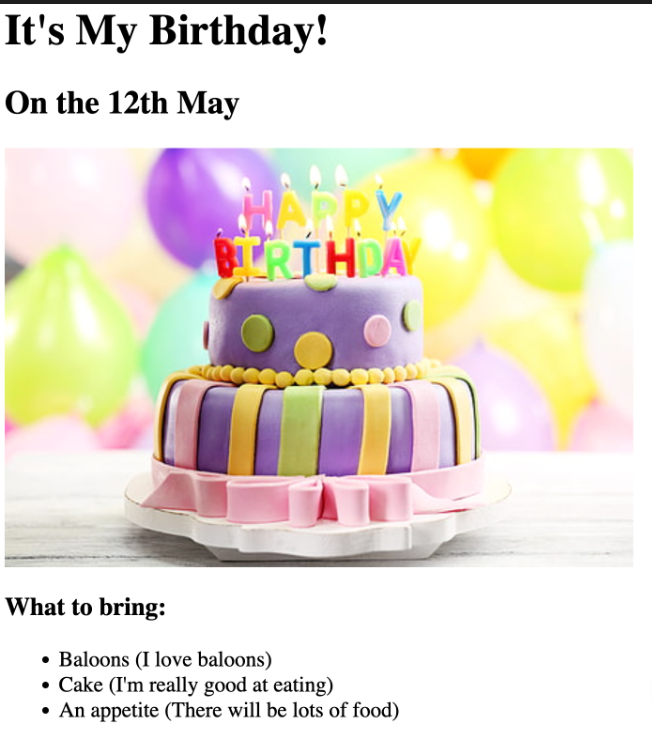 It's My Birthday!
On the 12th May
HAPPY
BIRTHDAY
What to bring:
Baloons (I love baloons)
Cake (I'm really good at eating)
An appetite (There will be lots of food)